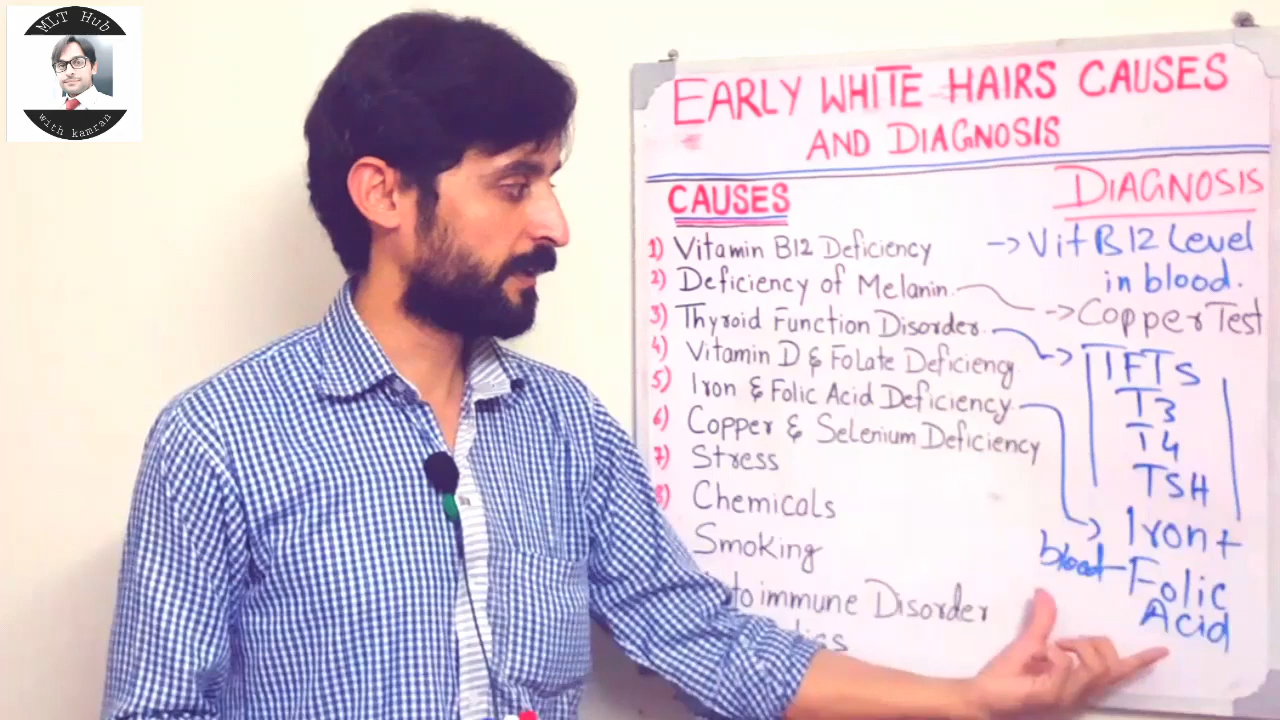 MLT Hub
with kamran
EARLY WHITE HAIRS CAUSES
AND DIAGNOSIS
CAUSES
1) Vitamin B12 Deficiency
2) Deficiency of Melanin
3) Thyroid Function Disorder
4) Vitamin D & Folate Deficiency
5) Iron & Folic Acid Deficiency
6) Copper & Selenium Deficiency
7) Stress
8) Chemicals
Smoking
toimmune Disorder
DIAGNOSIS
-> Vit B12 Level
in blood.
-> Copper Test
-> TFTs
T3
T4
TSH
-> Iron +
blood
Folic
Acid